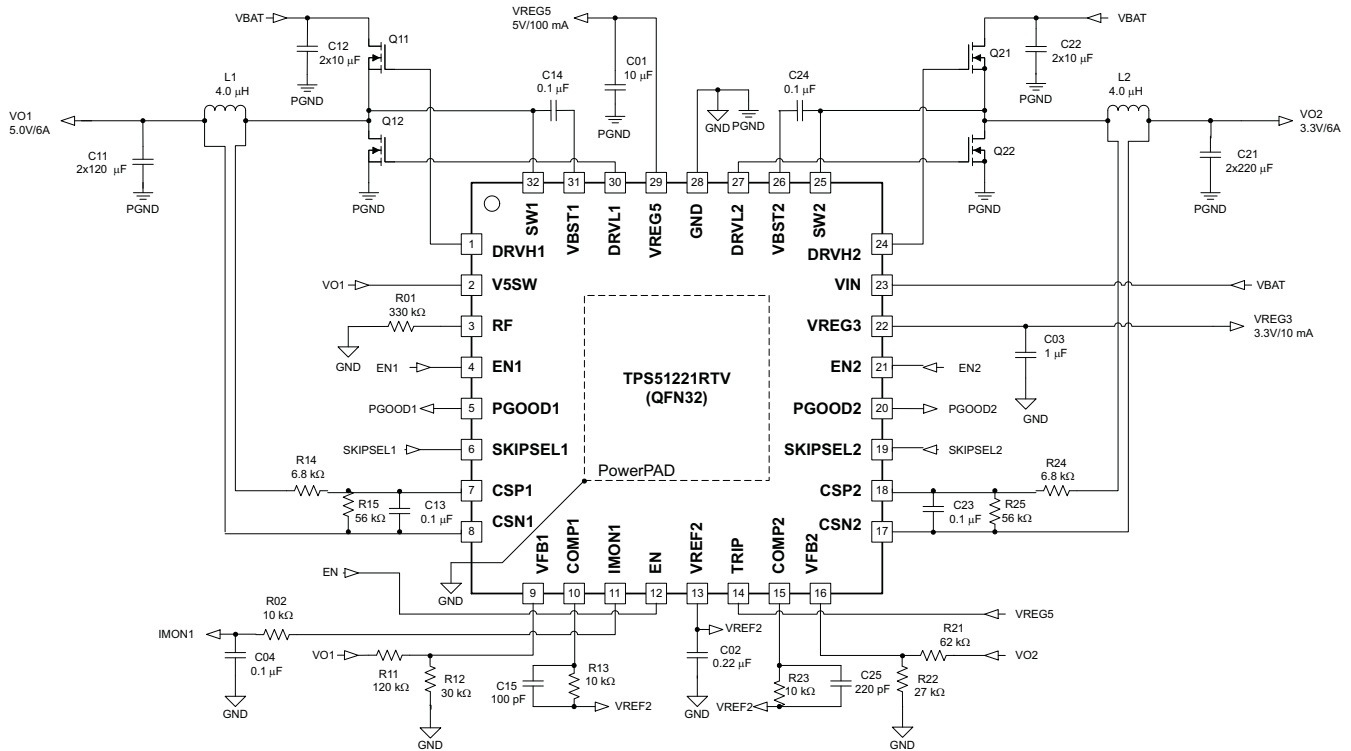 VBAT
C12
2x10 μF
PGND
Q11
VREG5
5V/100 mA
C01
10 μF
PGND
C14
0.1 μF
L1
4.0 μH
VO1
5.0V/6A
C11
2x120 μF
PGND
Q12
PGND
GND
PGND
C24
0.1 μF
Q21
VBAT
C22
2x10 μF
PGND
L2
4.0 μH
VO2
3.3V/6A
C21
2x220 μF
PGND
Q22
PGND
32
31
30
29
28
27
26
25
SW1
VBST1
DRVL1
VREG5
GND
DRVL2
VBST2
SW2
1
DRVH1
VO1
2
V5SW
R01
330 kΩ
GND
3
RF
EN1
4
EN1
PGOOD1
5
PGOOD1
SKIPSEL1
6
SKIPSEL1
R14
6.8 kΩ
7
CSP1
R15
56 kΩ
C13
0.1 μF
8
CSN1
TPS51221RTV
(QFN32)
PowerPAD
GND
24
DRVH2
VIN
23
VBAT
VREG3
22
VREG3
3.3V/10 mA
C03
1 μF
GND
EN2
21
EN2
PGOOD2
20
PGOOD2
SKIPSEL2
19
SKIPSEL2
CSP2
18
R24
6.8 kΩ
C23
0.1 μF
R25
56 kΩ
CSN2
17
VFB1
COMP1
IMON1
EN
VREF2
TRIP
COMP2
VFB2
9
10
11
12
13
14
15
16
EN
R02
10 kΩ
IMON1
C04
0.1 μF
GND
VO1
R11
120 kΩ
R12
30 kΩ
GND
C15
100 pF
R13
10 kΩ
VREF2
VREF2
C02
0.22 μF
GND
VREG5
R23
10 kΩ
C25
220 pF
VREF2
R21
62 kΩ
VO2
R22
27 kΩ
GND